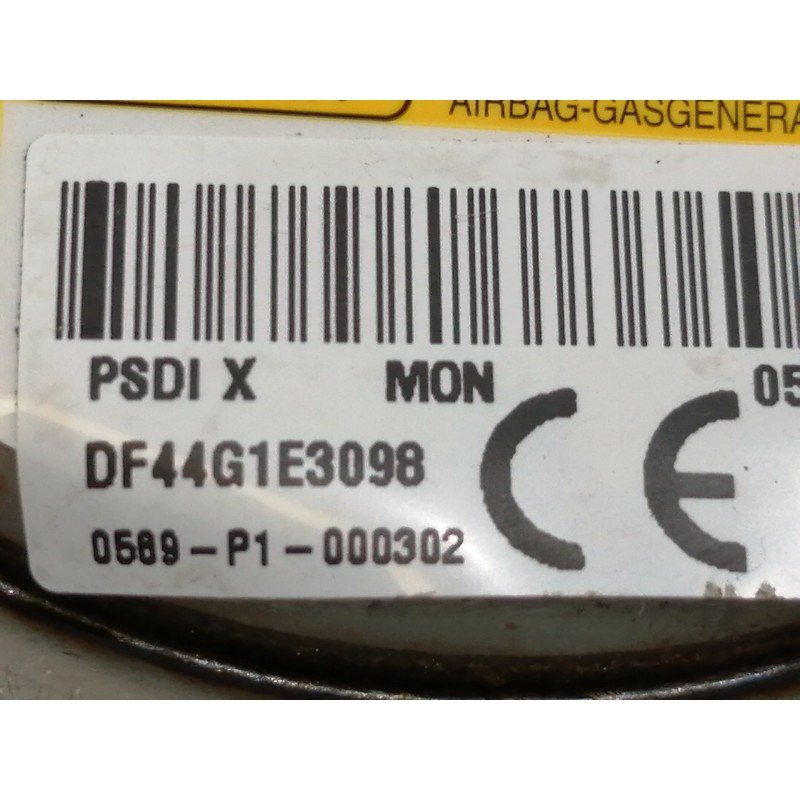 AIRBAG-GASGENERA
PSDI X MON 05
DF44G1E3098
0589-P1-000302
CE